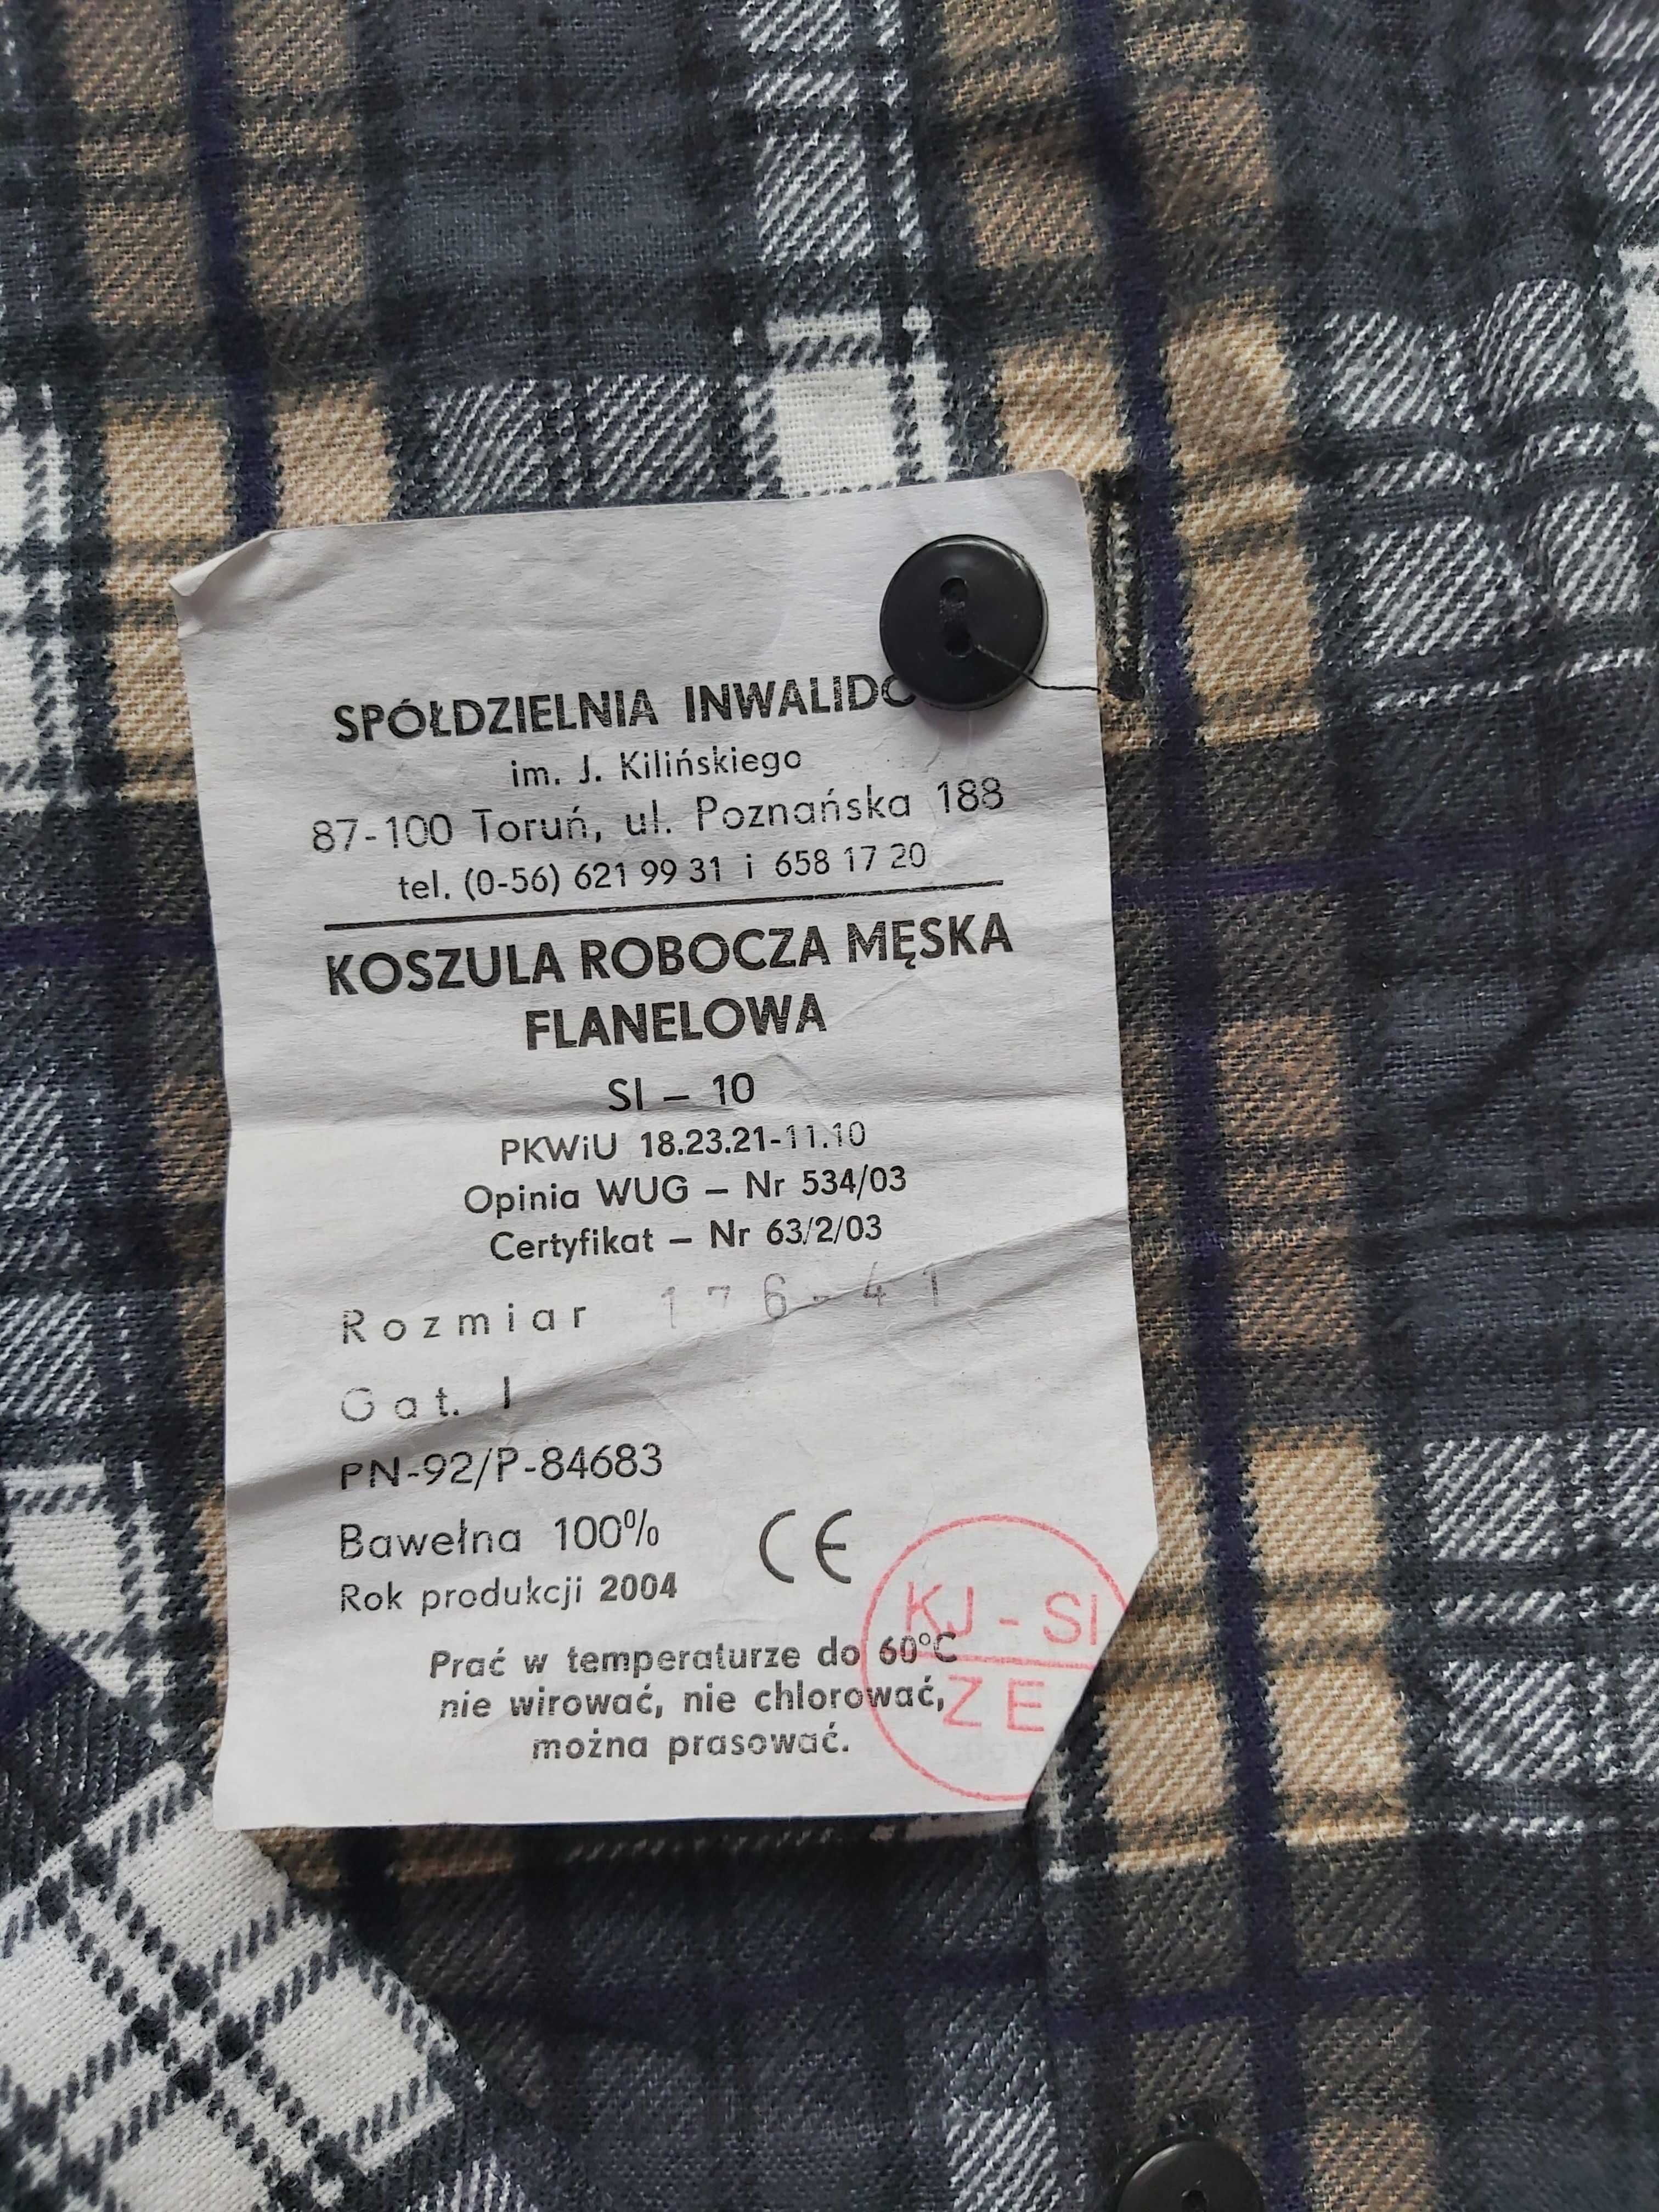 SPÓŁDZIELNIA INWALIDÓ
im. J. Kilińskiego
87-100 Toruń, ul. Poznańska 188
tel. (0-56) 621 99 31 i 658 17 20
KOSZULA ROBOCZA MĘSKA
FLANELOWA
SI – 10
PKWiU 18.23.21-11.10
Opinia WUG – Nr 534/03
Certyfikat – Nr 63/2/03
Rozmiar 176-41
Gat. I
PN-92/P-84683
Bawełna 100%
CE
Rok produkcji 2004
KJ - SI
ZE
Prać w temperaturze do 60°C
nie wirować, nie chlorować,
można prasować.